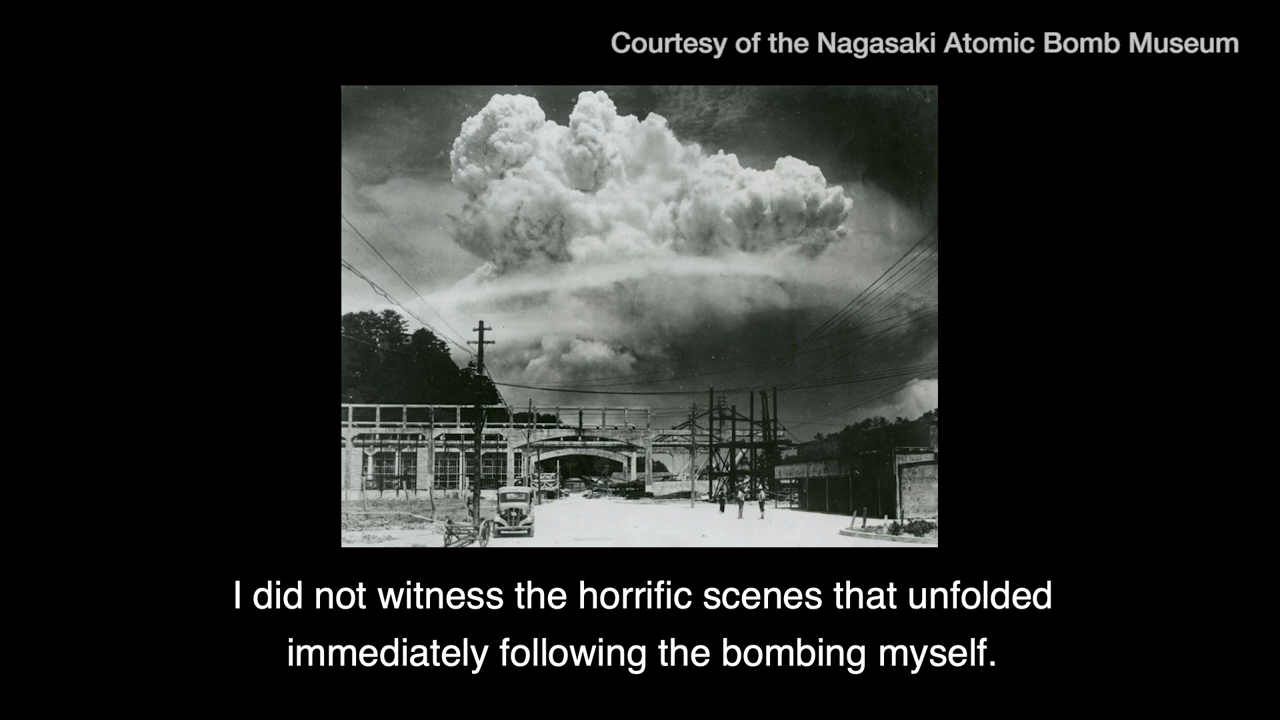 Courtesy of the Nagasaki Atomic Bomb Museum
I did not witness the horrific scenes that unfolded
immediately following the bombing myself.